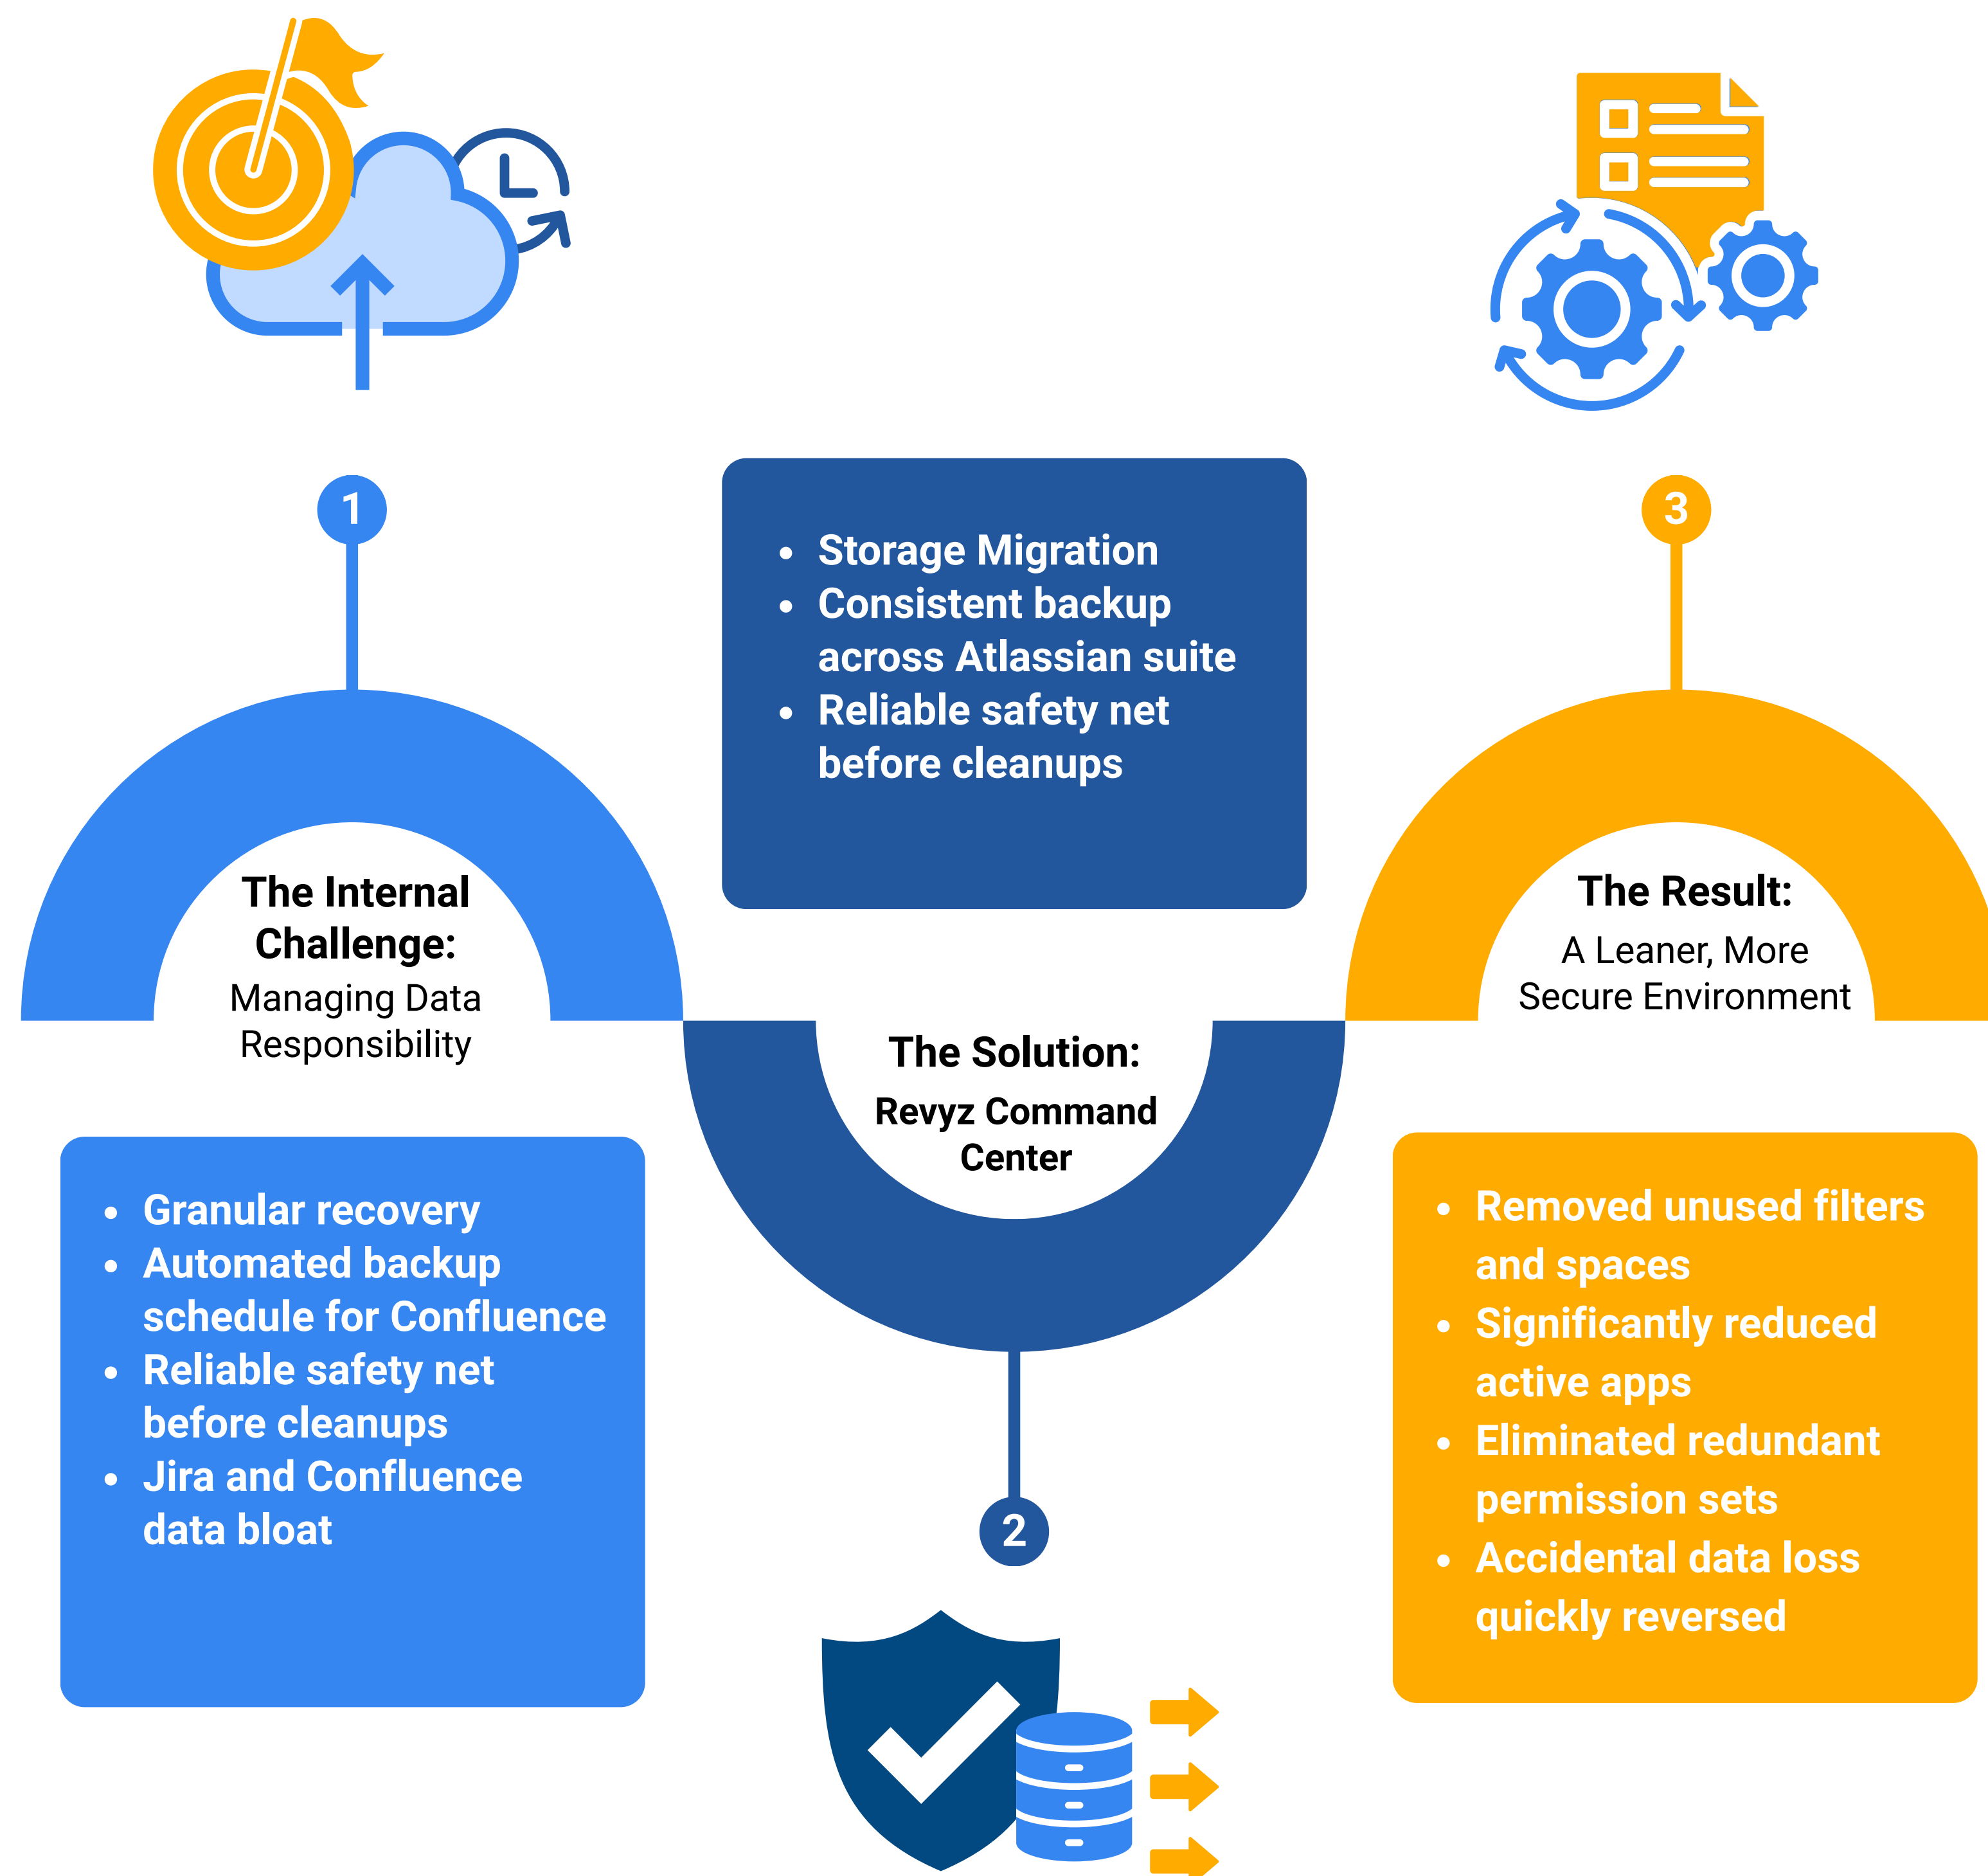 1
The Internal
Challenge:
Managing Data
Responsibility
• Granular recovery
• Automated backup
schedule for Confluence
• Reliable safety net
before cleanups
• Jira and Confluence
data bloat
• Storage Migration
• Consistent backup
across Atlassian suite
• Reliable safety net
before cleanups
The Solution:
Revyz Command
Center
2
3
The Result:
A Leaner, More
Secure Environment
• Removed unused filters
and spaces
• Significantly reduced
active apps
• Eliminated redundant
permission sets
• Accidental data loss
quickly reversed